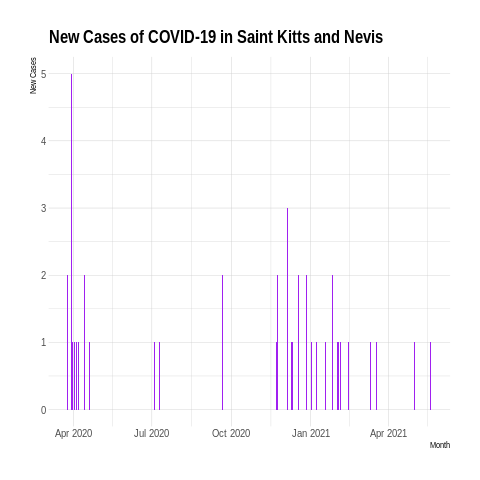 New Cases of COVID-19 in Saint Kitts and Nevis
New Cases
5
4
3
2
1
0
Apr 2020 Jul 2020 Oct 2020 Jan 2021 Apr 2021
Month